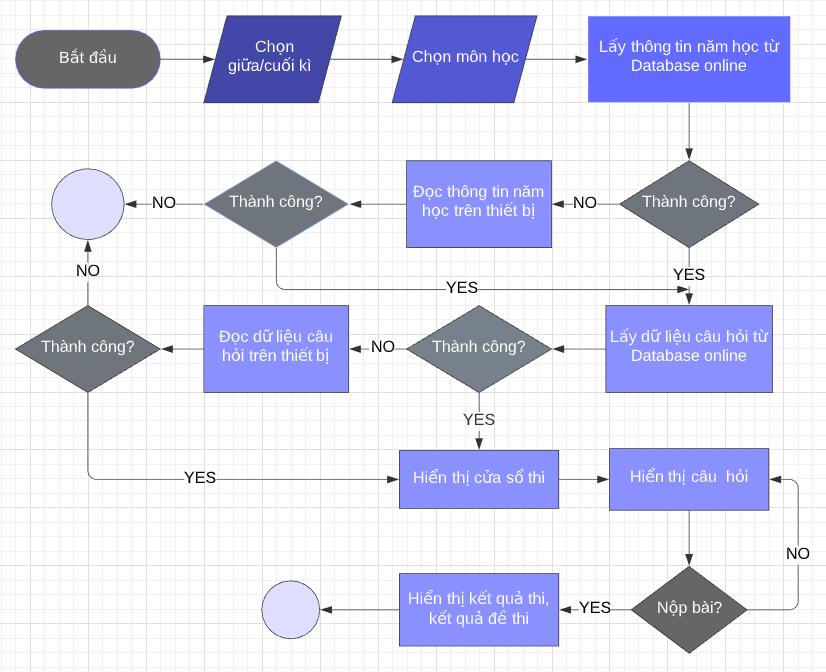 Bắt đầu
Chọn
giữa/cuối kì
Chọn môn học
Lấy thông tin năm học từ
Database online
NO
Thành công?
Đọc thông tin năm
học trên thiết bị
NO
Thành công?
NO
YES
YES
Thành công?
Đọc dữ liệu câu
hỏi trên thiết bị
NO
Thành công?
Lấy dữ liệu câu hỏi từ
Database online
YES
YES
Hiển thị cửa sổ thi
Hiển thị câu hỏi
NO
Hiển thị kết quả thi,
kết quả đề thi
YES
Nộp bài?